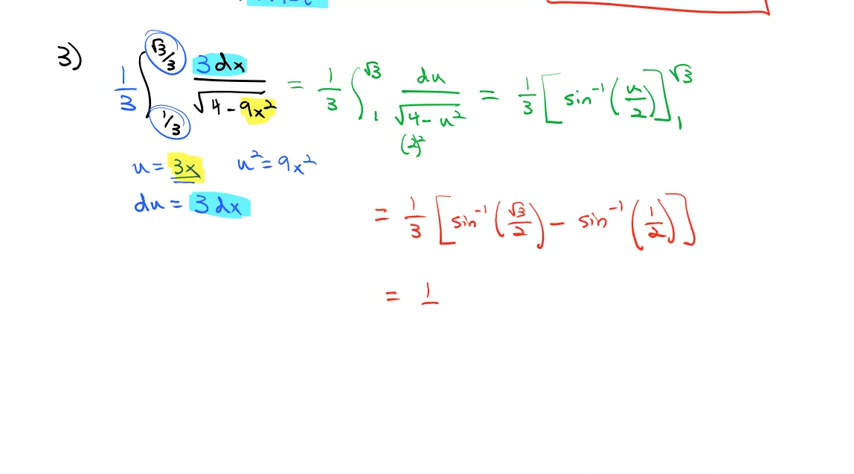 3) 1/3 ∫_{1/3}^{√3/3} 3dx/√(4-9x²) = 1/3 ∫_1^{√3} du/√(4-u²) = 1/3 [sin⁻¹(u/2)]_1^{√3}
(2)²
u = 3x u² = 9x²
du = 3dx
= 1/3 [sin⁻¹(√3/2) - sin⁻¹(1/2)]
= 1